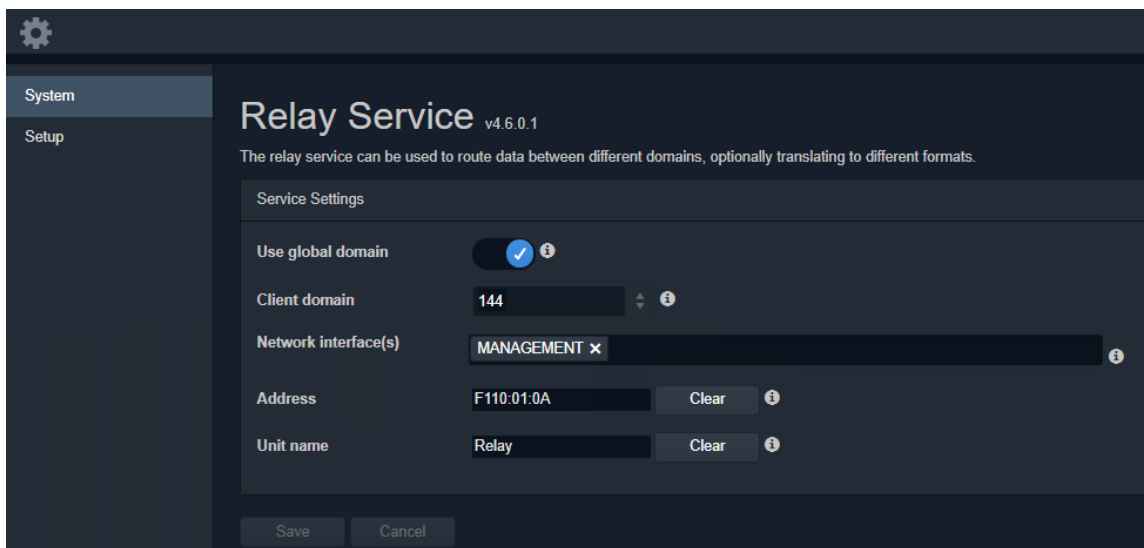 System
Setup
Relay Service v4.6.0.1
The relay service can be used to route data between different domains, optionally translating to different formats.
Service Settings
Use global domain
Client domain 144
Network interface(s) MANAGEMENT ×
Address F110:01:0A Clear
Unit name Relay Clear
Save Cancel